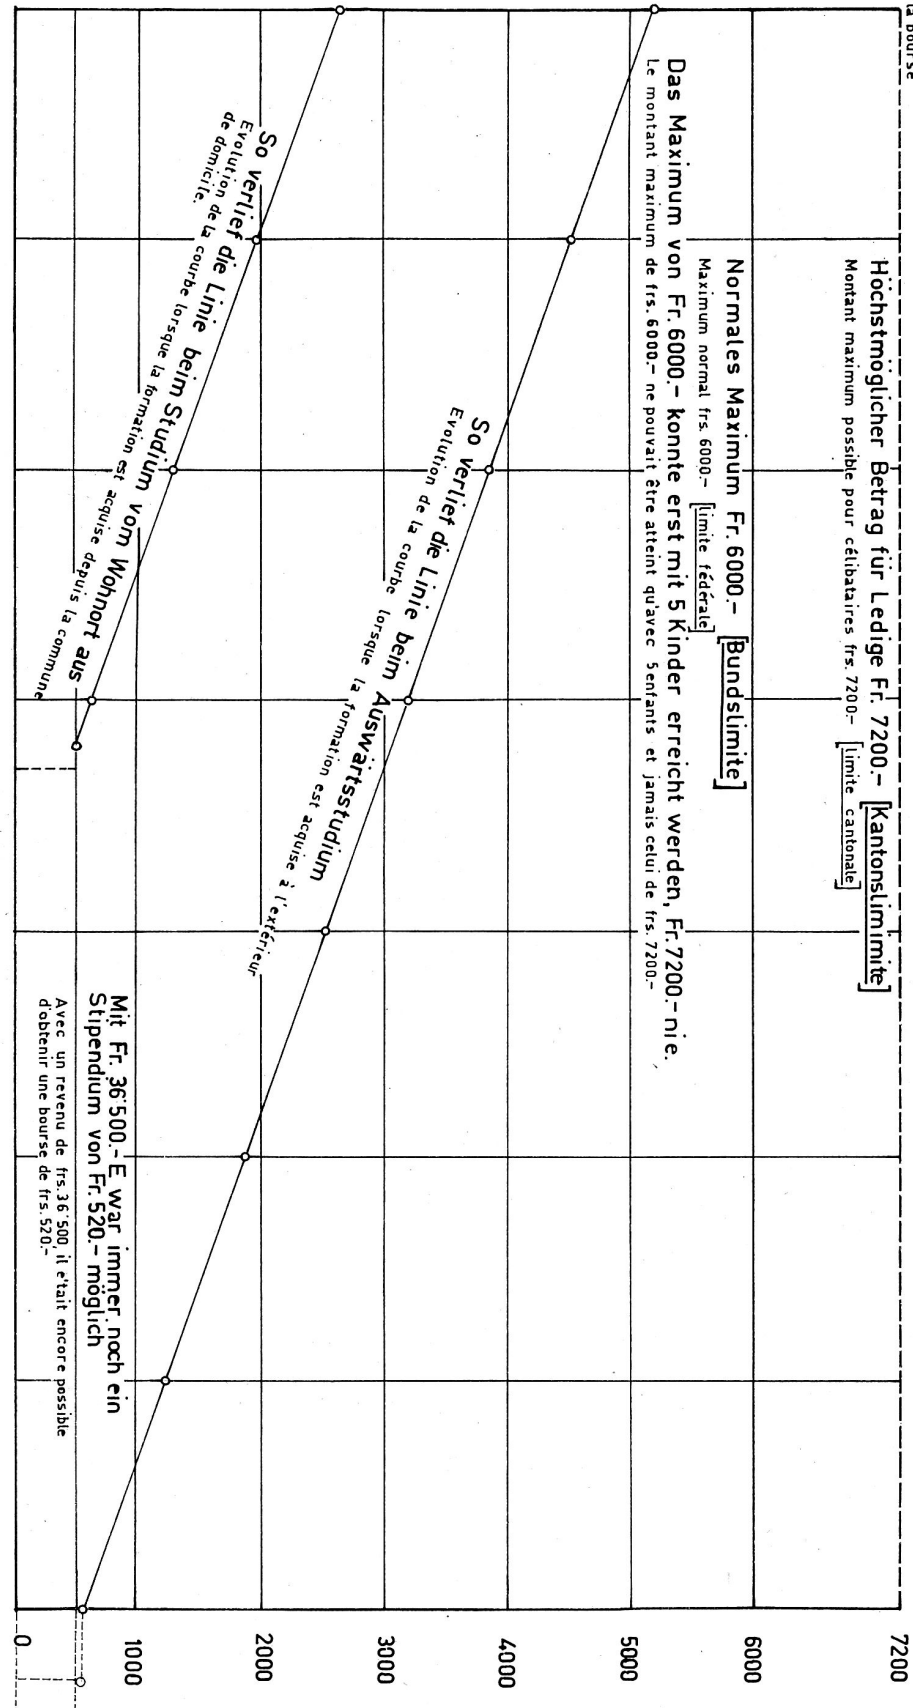 la bourse
7200
6000
5000
4000
3000
2000
1000
0
Höchstmöglicher Betrag für Ledige Fr. 7200.- [Kantonslimimite]
Montant maximum possible pour célibataires frs. 7200.- [limite cantonale]
Normales Maximum Fr. 6000.- [Bundslimite]
Maximum normal frs. 6000.- [limite fédérale]
Das Maximum von Fr. 6000.- konnte erst mit 5 Kinder erreicht werden, Fr. 7200.- nie.
Le montant maximum de frs. 6000.- ne pouvait être atteint qu'avec 5 enfants et jamais celui de frs. 7200.-
So verlief die Linie beim Auswärtsstudium
Evolution de la courbe lorsque la formation est acquise à l'extérieur
So verlief die Linie beim Studium vom Wohnort aus
Evolution de la courbe lorsque la formation est acquise depuis la commune
de domicile.
Mit Fr. 36'500.- E war immer noch ein
Stipendium von Fr. 520.- möglich
Avec un revenu de frs. 36'500, il e'tait encore possible
d'obtenir une bourse de frs. 520.-